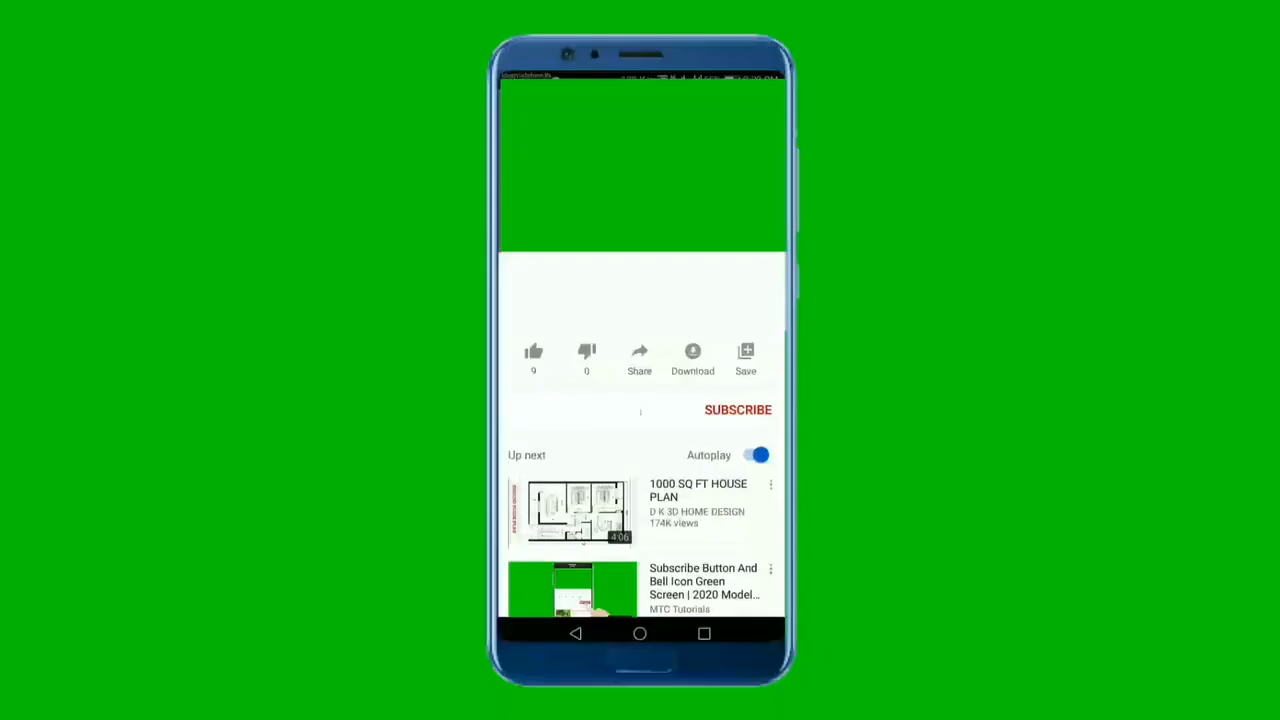 9
0
Share
Download
Save
SUBSCRIBE
Up next
Autoplay
1000 SQ FT HOUSE
PLAN
D K 3D HOME DESIGN
174K views
4:06
Subscribe Button And
Bell Icon Green
Screen | 2020 Model...
MTC Tutorials